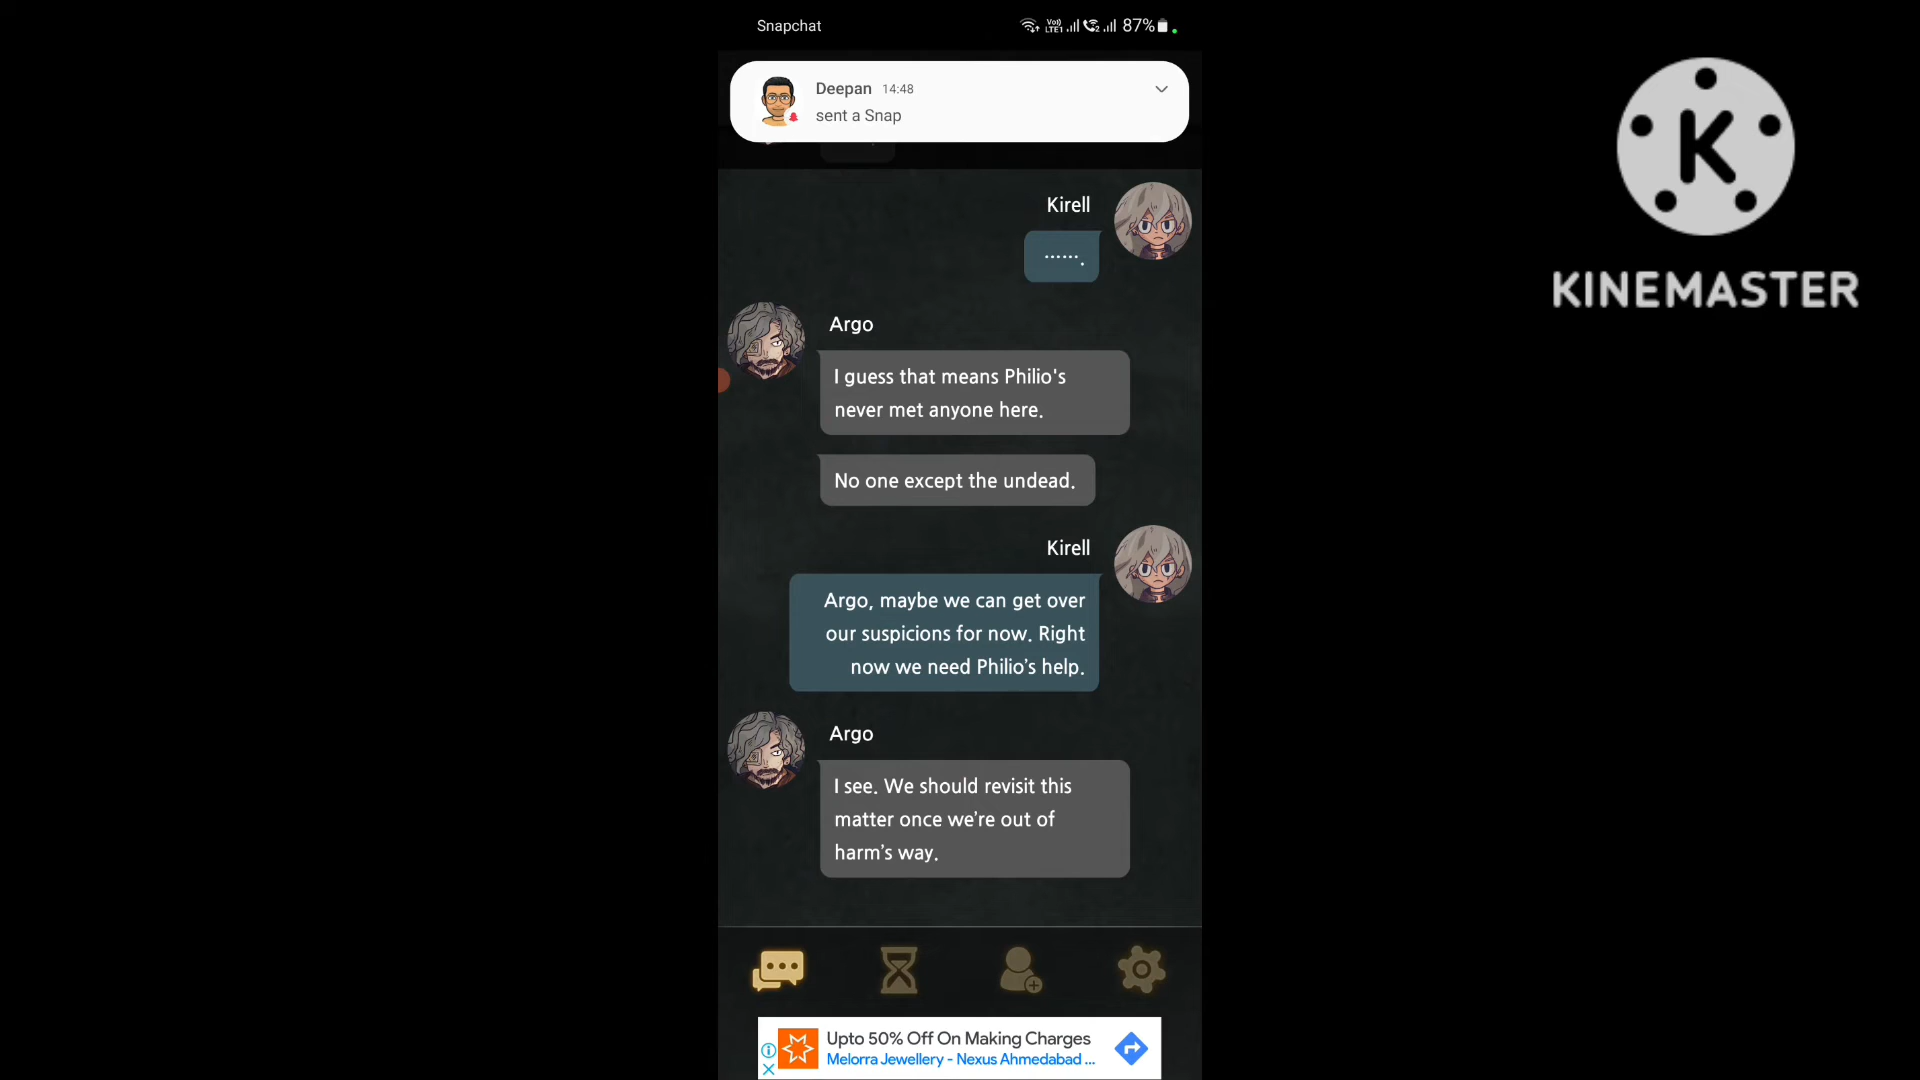 Snapchat
Vo)) LTE1 2 87%
Deepan 14:48
sent a Snap
Kirell
.......
Argo
I guess that means Philio's
never met anyone here.
No one except the undead.
Kirell
Argo, maybe we can get over
our suspicions for now. Right
now we need Philio’s help.
Argo
I see. We should revisit this
matter once we’re out of
harm’s way.
Upto 50% Off On Making Charges
Melorra Jewellery - Nexus Ahmedabad ...
K
KINEMASTER